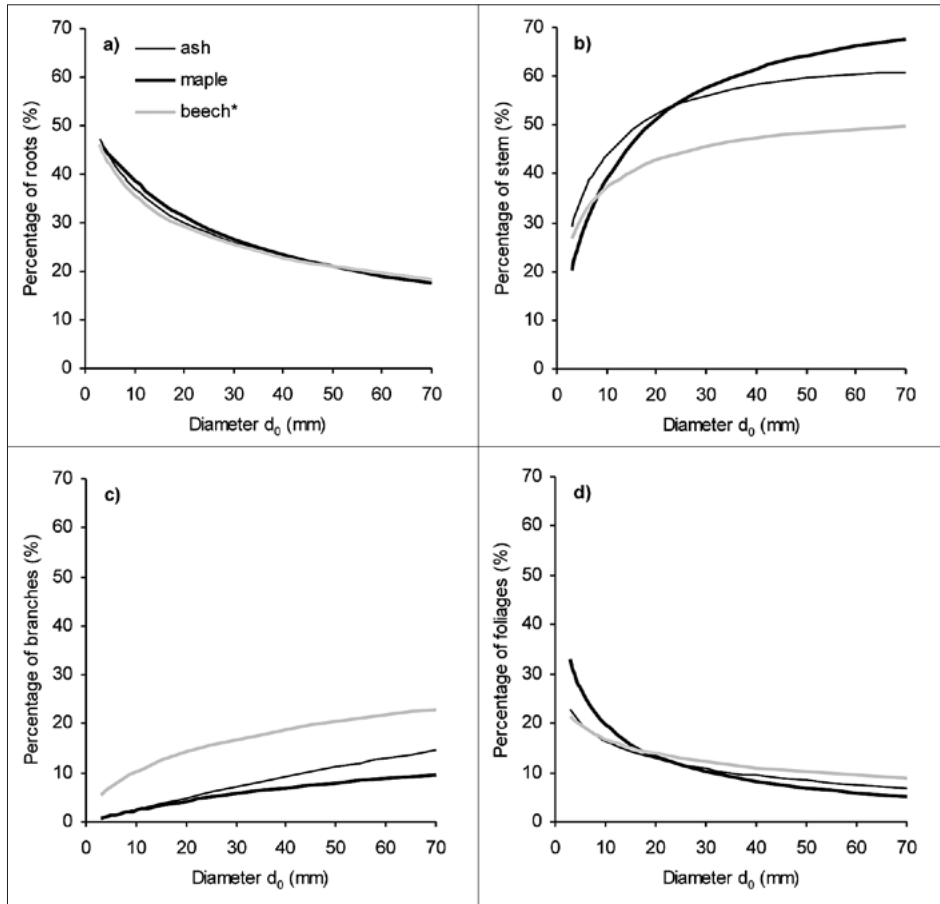 a)
ash
maple
beech*
Percentage of roots (%)
70
60
50
40
30
20
10
0
0 10 20 30 40 50 60 70
Diameter d₀ (mm)
b)
Percentage of stem (%)
70
60
50
40
30
20
10
0
0 10 20 30 40 50 60 70
Diameter d₀ (mm)
c)
Percentage of branches (%)
70
60
50
40
30
20
10
0
0 10 20 30 40 50 60 70
Diameter d₀ (mm)
d)
Percentage of foliages (%)
70
60
50
40
30
20
10
0
0 10 20 30 40 50 60 70
Diameter d₀ (mm)